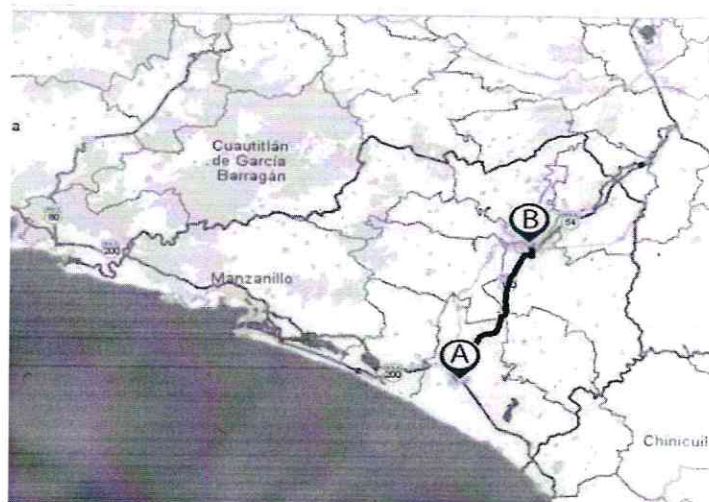 a
Cuautitlán
de García
Barragán
80
200
B
54
Manzanillo
A
200
Chinicuil